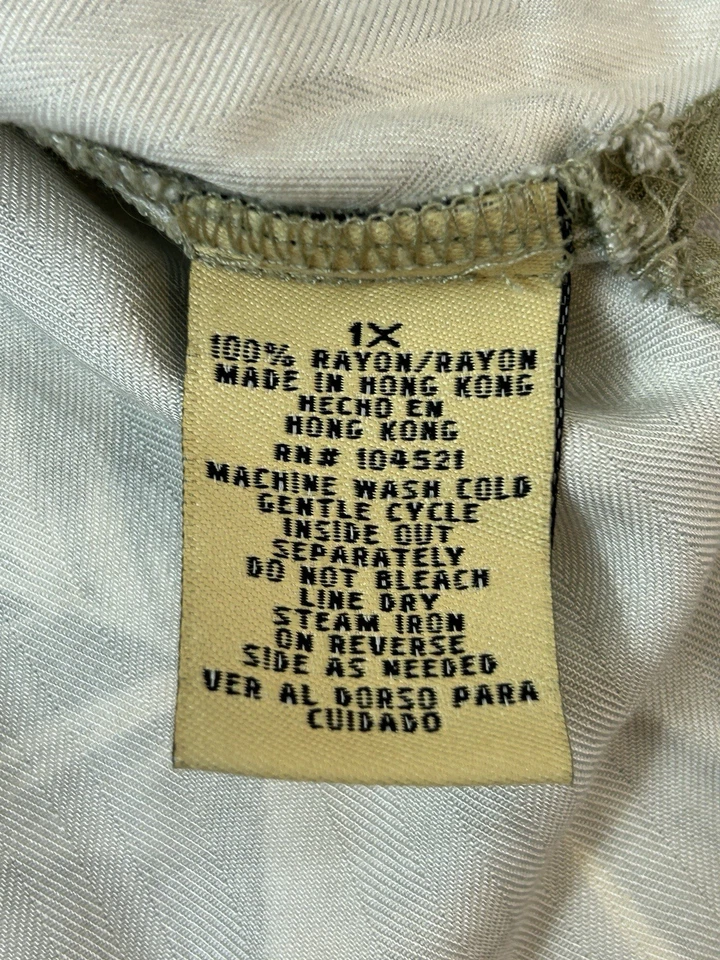 1X
100% RAYON/RAYON
MADE IN HONG KONG
HECHO EN
HONG KONG
RN# 104521
MACHINE WASH COLD
GENTLE CYCLE
INSIDE OUT
SEPARATELY
DO NOT BLEACH
LINE DRY
STEAM IRON
ON REVERSE
SIDE AS NEEDED
VER AL DORSO PARA
CUIDADO